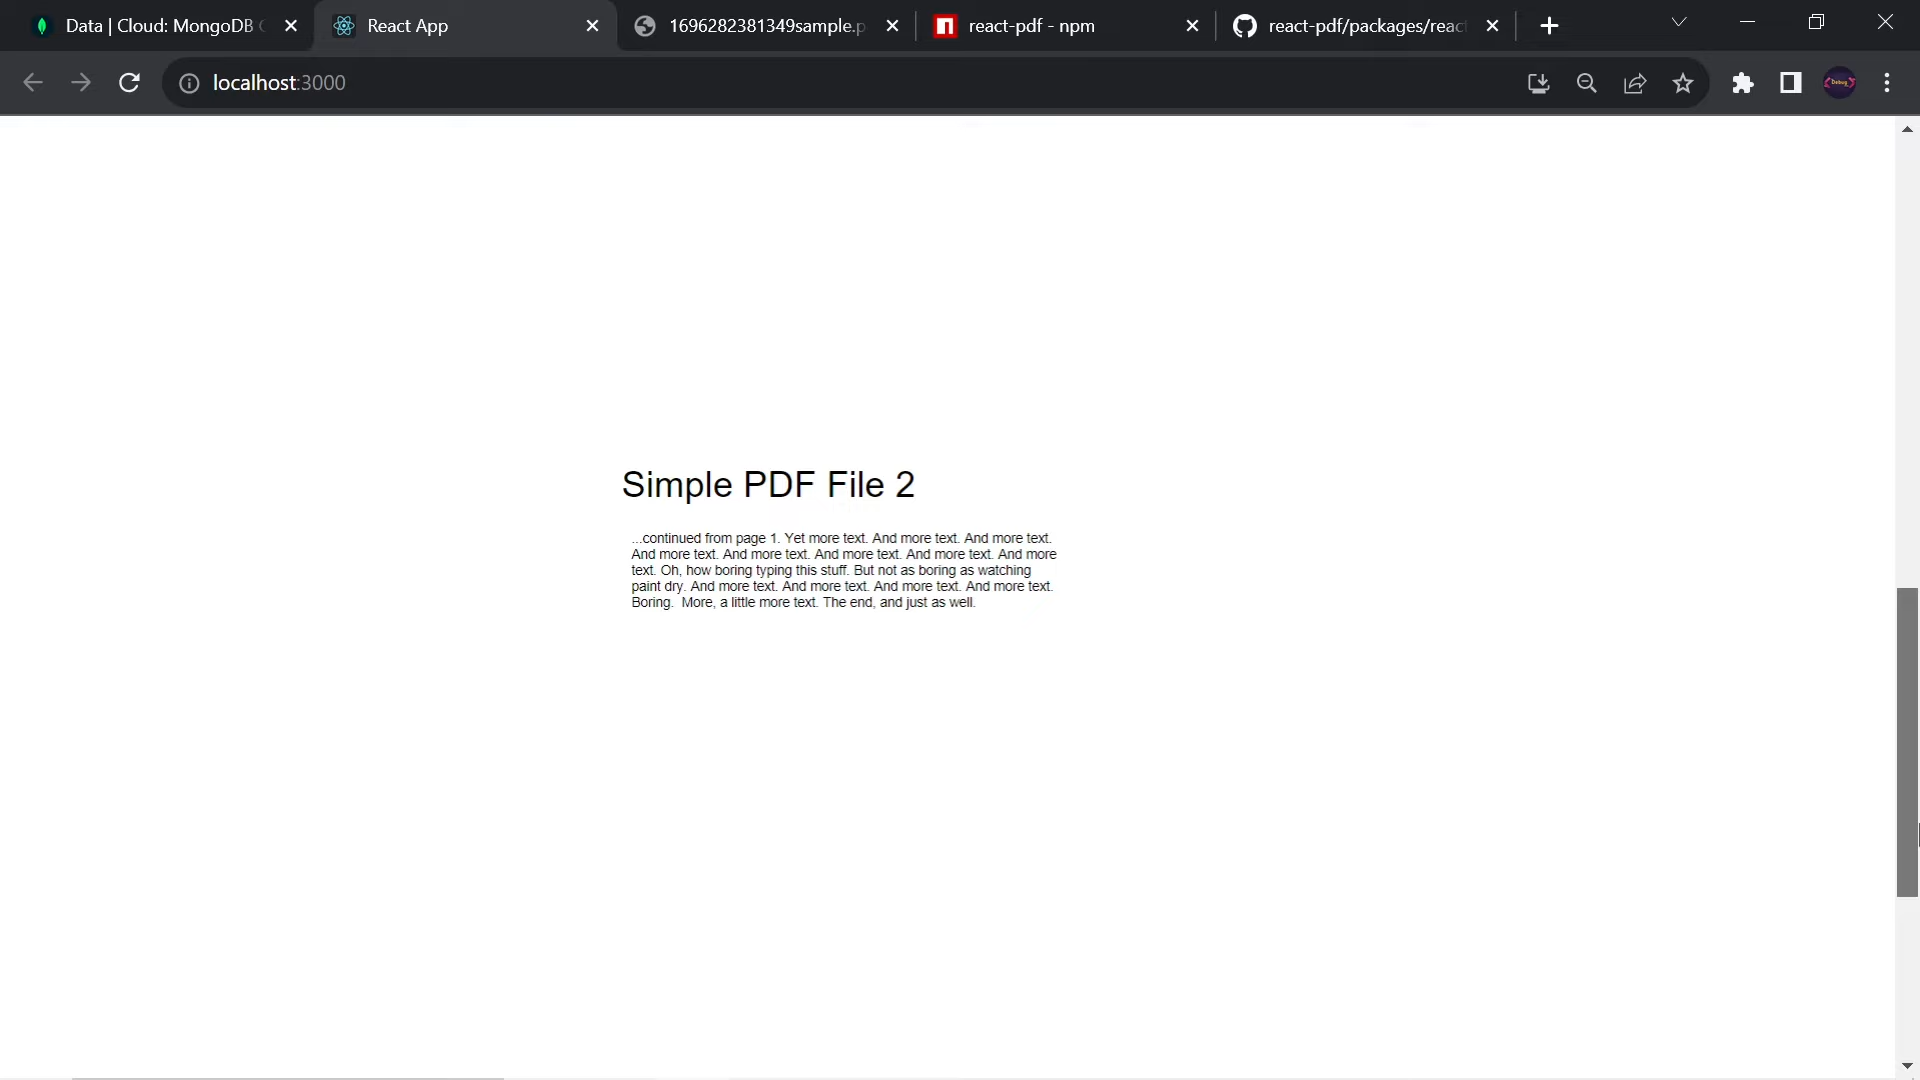 Data | Cloud: MongoDB
React App
1696282381349sample.p
react-pdf - npm
react-pdf/packages/reac
localhost:3000
Debug
Simple PDF File 2
...continued from page 1. Yet more text. And more text. And more text.
And more text. And more text. And more text. And more text. And more
text. Oh, how boring typing this stuff. But not as boring as watching
paint dry. And more text. And more text. And more text. And more text.
Boring.  More, a little more text. The end, and just as well.